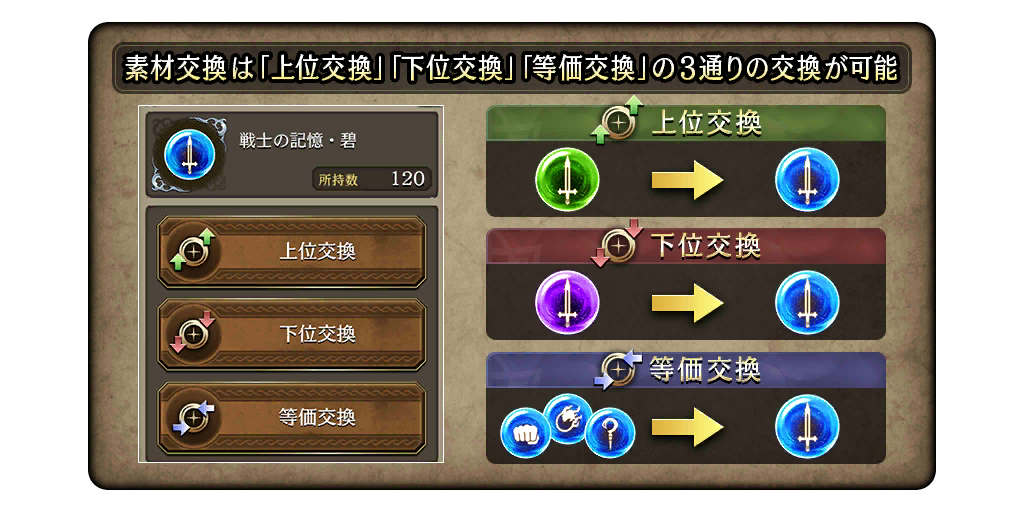 素材交換は「上位交換」「下位交換」「等価交換」の3通りの交換が可能
戦士の記憶・碧
所持数 120
上位交換
下位交換
等価交換
上位交換
下位交換
等価交換